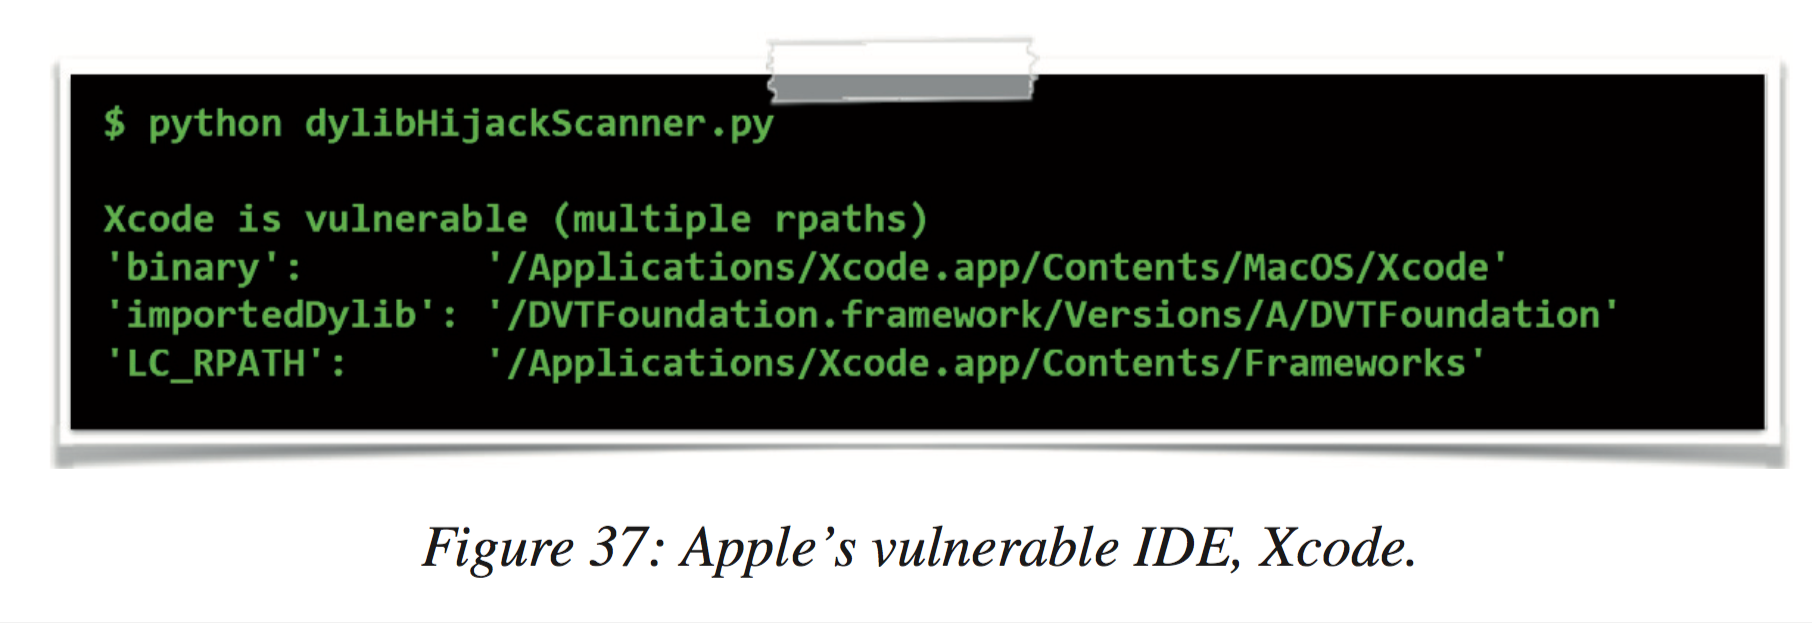 $ python dylibHijackScanner.py
Xcode is vulnerable (multiple rpaths)
'binary': '/Applications/Xcode.app/Contents/MacOS/Xcode'
'importedDylib': '/DVTFoundation.framework/Versions/A/DVTFoundation'
'LC_RPATH': '/Applications/Xcode.app/Contents/Frameworks'
Figure 37: Apple’s vulnerable IDE, Xcode.